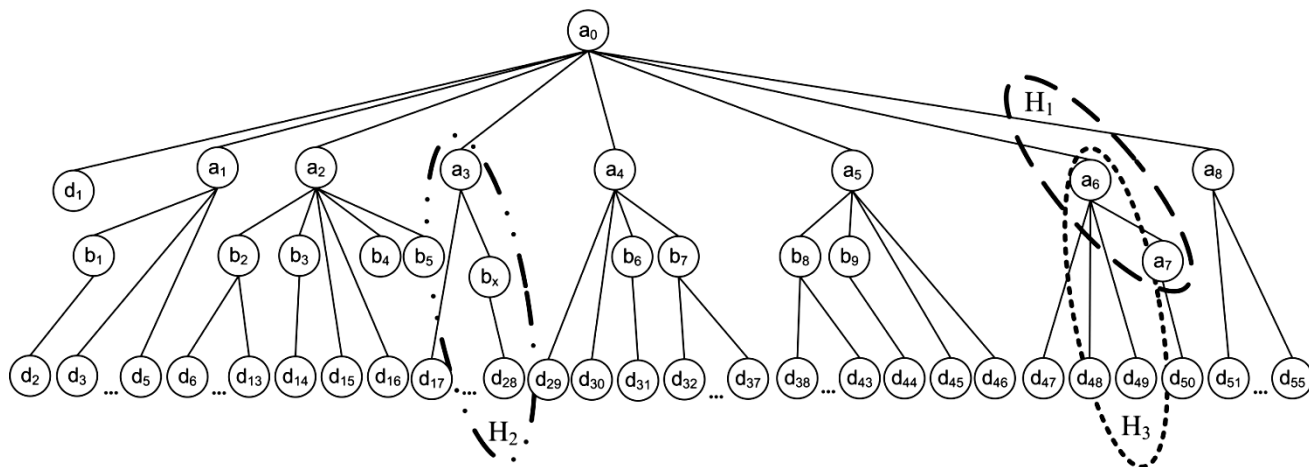 a₀
H₁
d₁ a₁ a₂ a₃ a₄ a₅ a₆ a₈
b₁ b₂ b₃ b₄ b₅ bₓ b₆ b₇ b₈ b₉ a₇
d₂ d₃ ... d₅ d₆ ... d₁₃ d₁₄ d₁₅ d₁₆ d₁₇ ... d₂₈ d₂₉ d₃₀ d₃₁ d₃₂ ... d₃₇ d₃₈ ... d₄₃ d₄₄ d₄₅ d₄₆ d₄₇ d₄₈ d₄₉ d₅₀ d₅₁ ... d₅₅
H₂ H₃